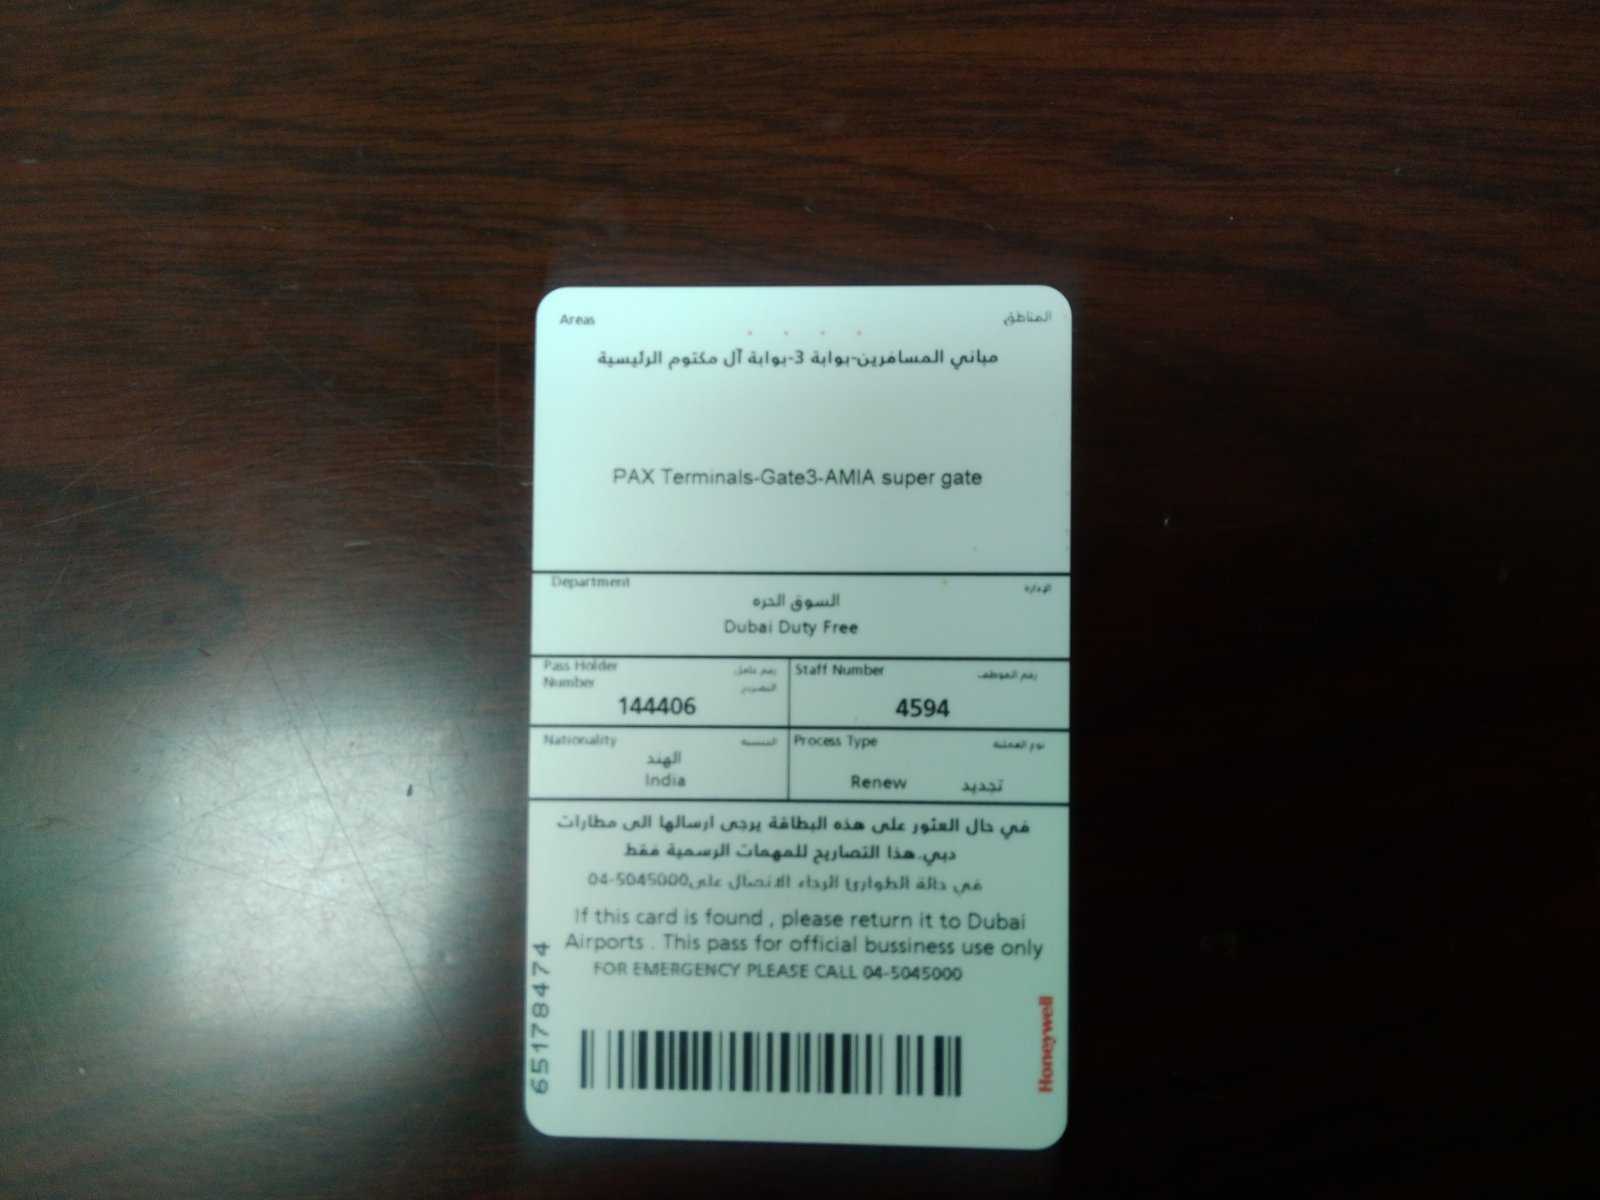 Areas المناطق
مباني المسافرين-بوابة 3-بوابة آل مكتوم الرئيسية
PAX Terminals-Gate3-AMIA super gate
Department الإدارة
السوق الحره
Dubai Duty Free
Pass Holder Number رقم حامل التصريح
144406
Staff Number رقم الموظف
4594
Nationality الجنسية
الهند
India
Process Type نوع العملية
Renew تجديد
في حال العثور على هذه البطاقة يرجى ارسالها الى مطارات
دبي.هذا التصاريح للمهمات الرسمية فقط
في حالة الطوارئ الرجاء الاتصال على04-5045000
If this card is found , please return it to Dubai
Airports . This pass for official bussiness use only
FOR EMERGENCY PLEASE CALL 04-5045000
65178474
Honeywell